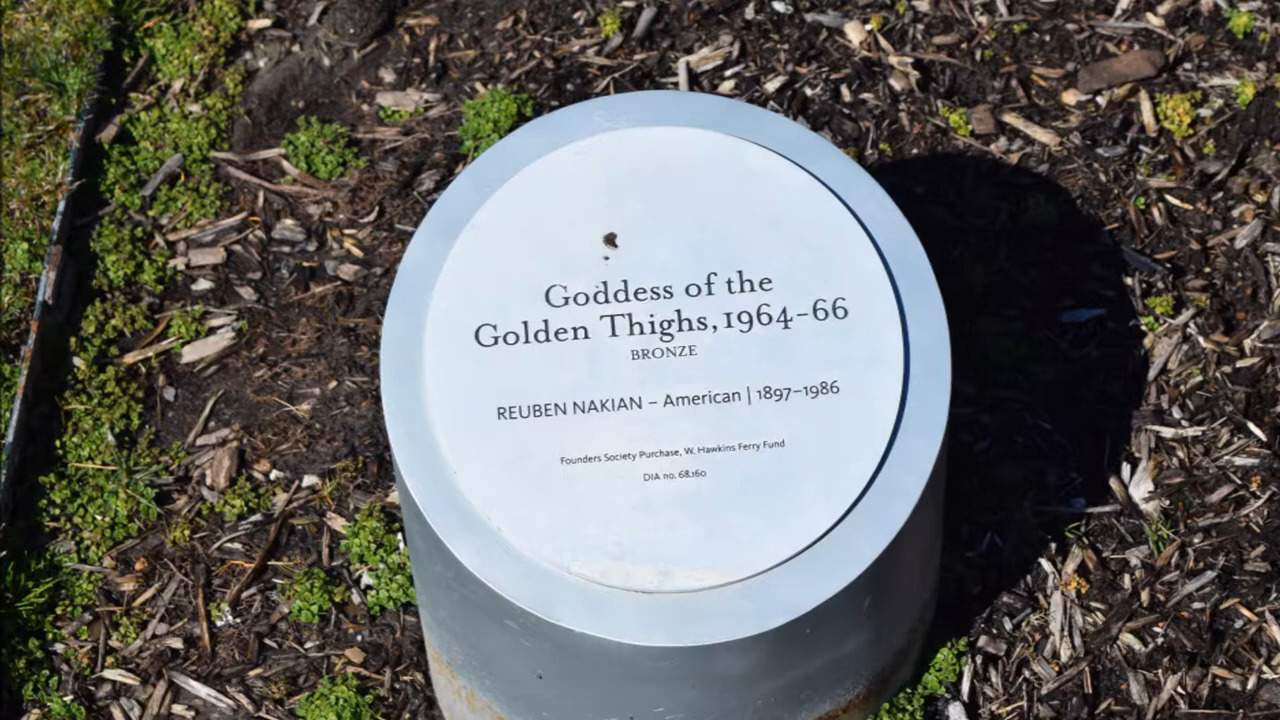 Goddess of the
Golden Thighs, 1964-66
BRONZE
REUBEN NAKIAN – American | 1897–1986
Founders Society Purchase, W. Hawkins Ferry Fund
DIA no. 68.160